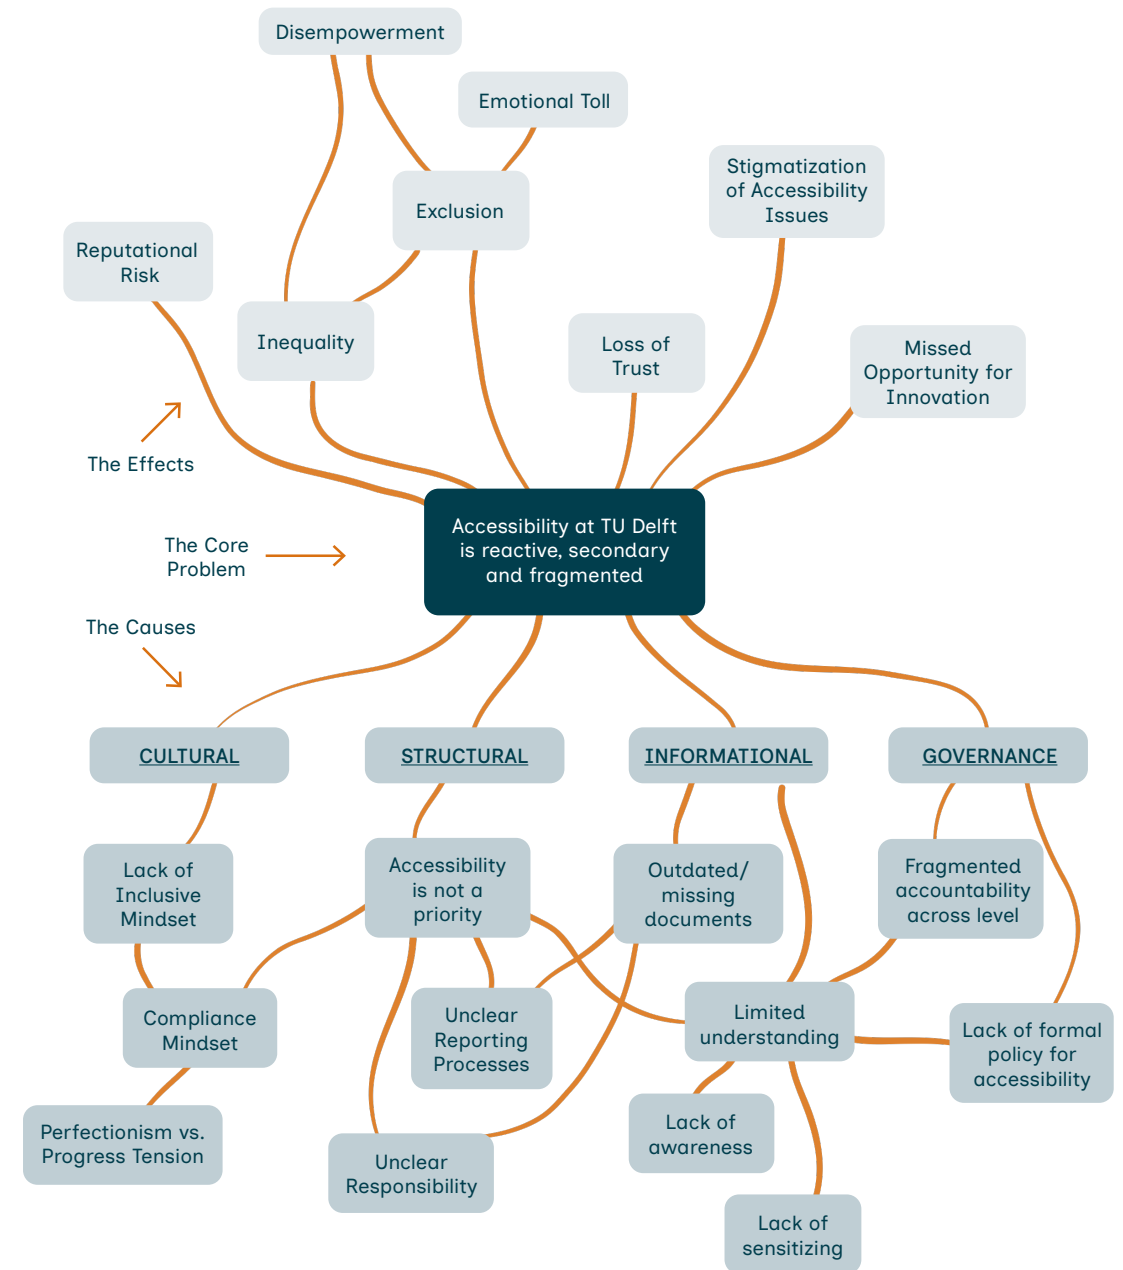 Disempowerment
Emotional Toll
Stigmatization
of Accessibility
Issues
Exclusion
Reputational
Risk
Inequality
Loss of
Trust
Missed
Opportunity for
Innovation
The Effects
Accessibility at TU Delft
is reactive, secondary
and fragmented
The Core
Problem
The Causes
CULTURAL
STRUCTURAL
INFORMATIONAL
GOVERNANCE
Lack of
Inclusive
Mindset
Accessibility
is not a
priority
Outdated/
missing
documents
Fragmented
accountability
across level
Compliance
Mindset
Unclear
Reporting
Processes
Limited
understanding
Lack of formal
policy for
accessibility
Perfectionism vs.
Progress Tension
Unclear
Responsibility
Lack of
awareness
Lack of
sensitizing